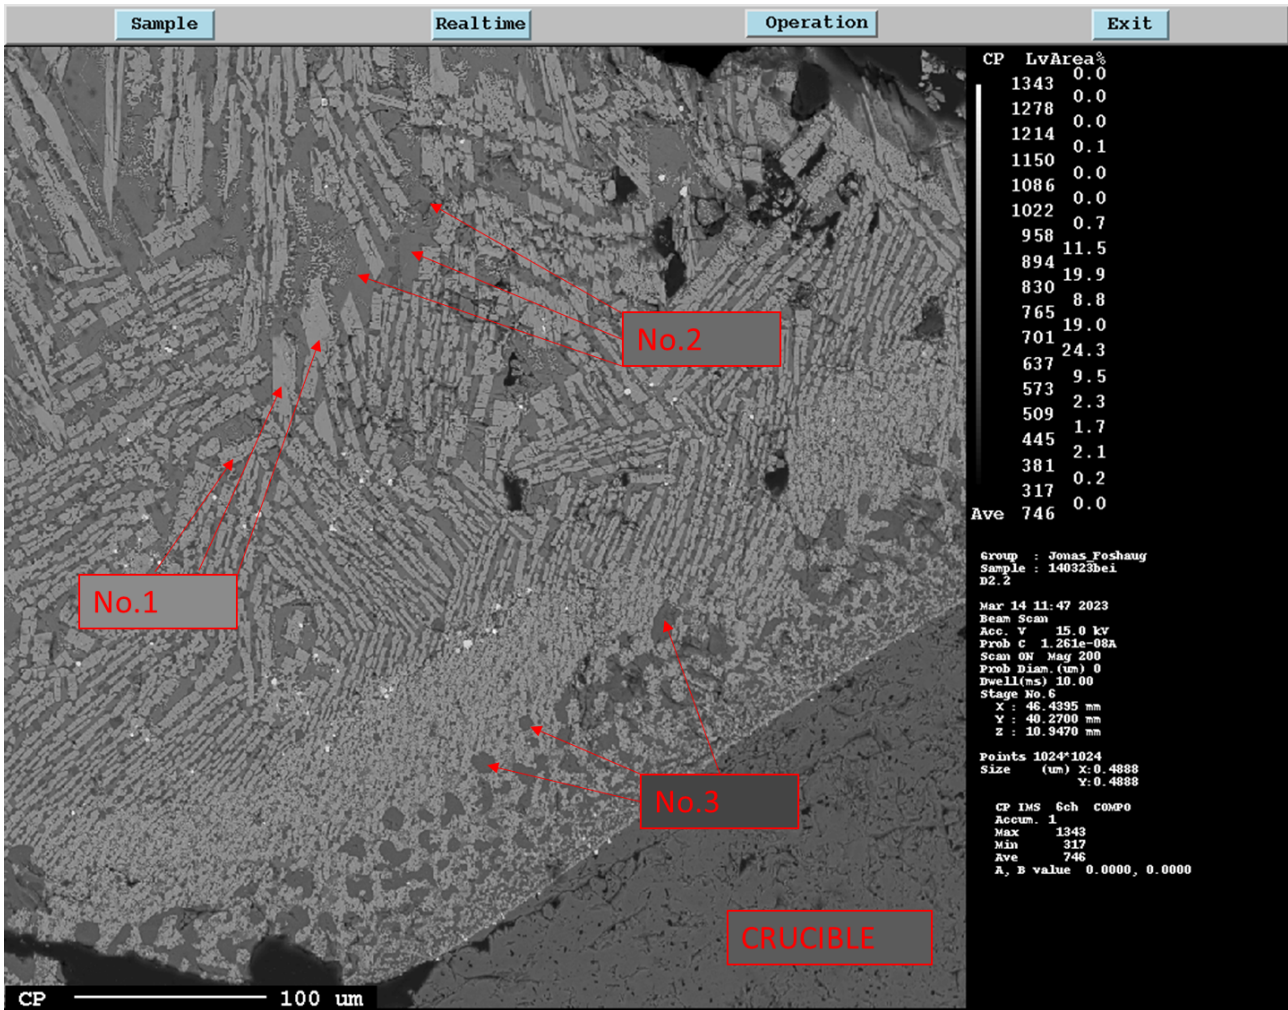 Sample Realtime Operation Exit
CP LvArea%
0.0
1343
0.0
1278
0.0
1214
0.1
1150
0.0
1086
0.0
1022
0.7
958
11.5
894
19.9
830
8.8
765
19.0
701
24.3
637
9.5
573
2.3
509
1.7
445
2.1
381
0.2
317
0.0
Ave 746
No.2
No.1
No.3
CRUCIBLE
Group : Jonas_Foshaug
Sample : 140323bei
D2.2
Mar 14 11:47 2023
Beam Scan
Acc. V 15.0 kV
Prob C 1.261e-08A
Scan ON Mag 200
Prob Diam.(um) 0
Dwell(ms) 10.00
Stage No.6
X : 46.4395 mm
Y : 40.2700 mm
Z : 10.9470 mm
Points 1024*1024
Size (um) X:0.4888
Y:0.4888
CP IMS 6ch COMPO
Accum. 1
Max 1343
Min 317
Ave 746
A, B value 0.0000, 0.0000
CP 100 um